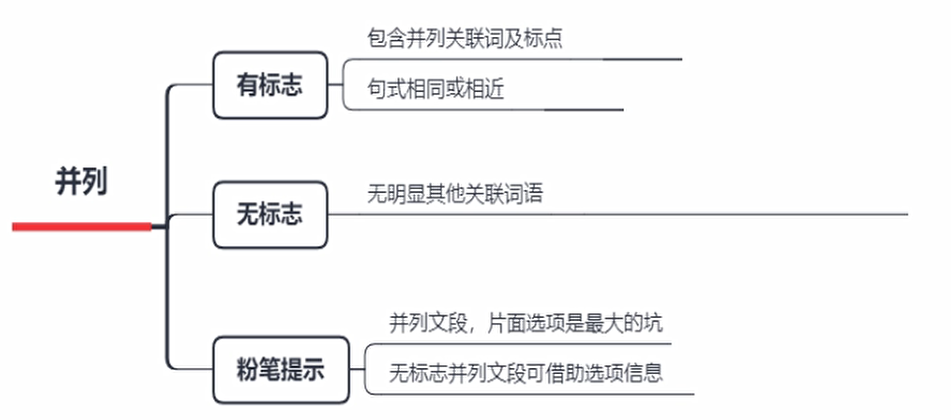 并列
有标志
包含并列关联词及标点
句式相同或相近
无标志
无明显其他关联词语
粉笔提示
并列文段，片面选项是最大的坑
无标志并列文段可借助选项信息